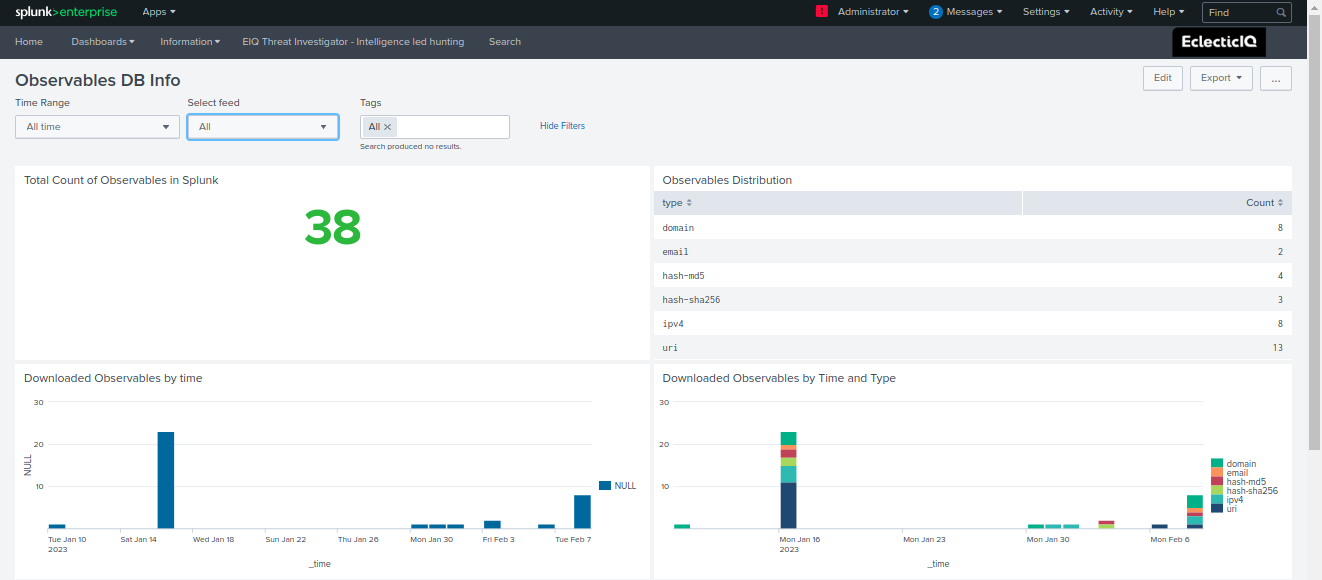 splunk>enterprise Apps ! Administrator 2 Messages Settings Activity Help Find
Home Dashboards Information EIQ Threat Investigator - Intelligence led hunting Search EclecticIQ
Observables DB Info Edit Export ...
Time Range Select feed Tags
All time All All × Hide Filters
Search produced no results.
Total Count of Observables in Splunk
38
Observables Distribution
type Count
domain 8
email 2
hash-md5 4
hash-sha256 3
ipv4 8
uri 13
Downloaded Observables by time
30
20
10
NULL
NULL
Tue Jan 10 Sat Jan 14 Wed Jan 18 Sun Jan 22 Thu Jan 26 Mon Jan 30 Fri Feb 3 Tue Feb 7
2023
_time
Downloaded Observables by Time and Type
30
20
10
domain
email
hash-md5
hash-sha256
ipv4
uri
Mon Jan 16 Mon Jan 23 Mon Jan 30 Mon Feb 6
2023
_time